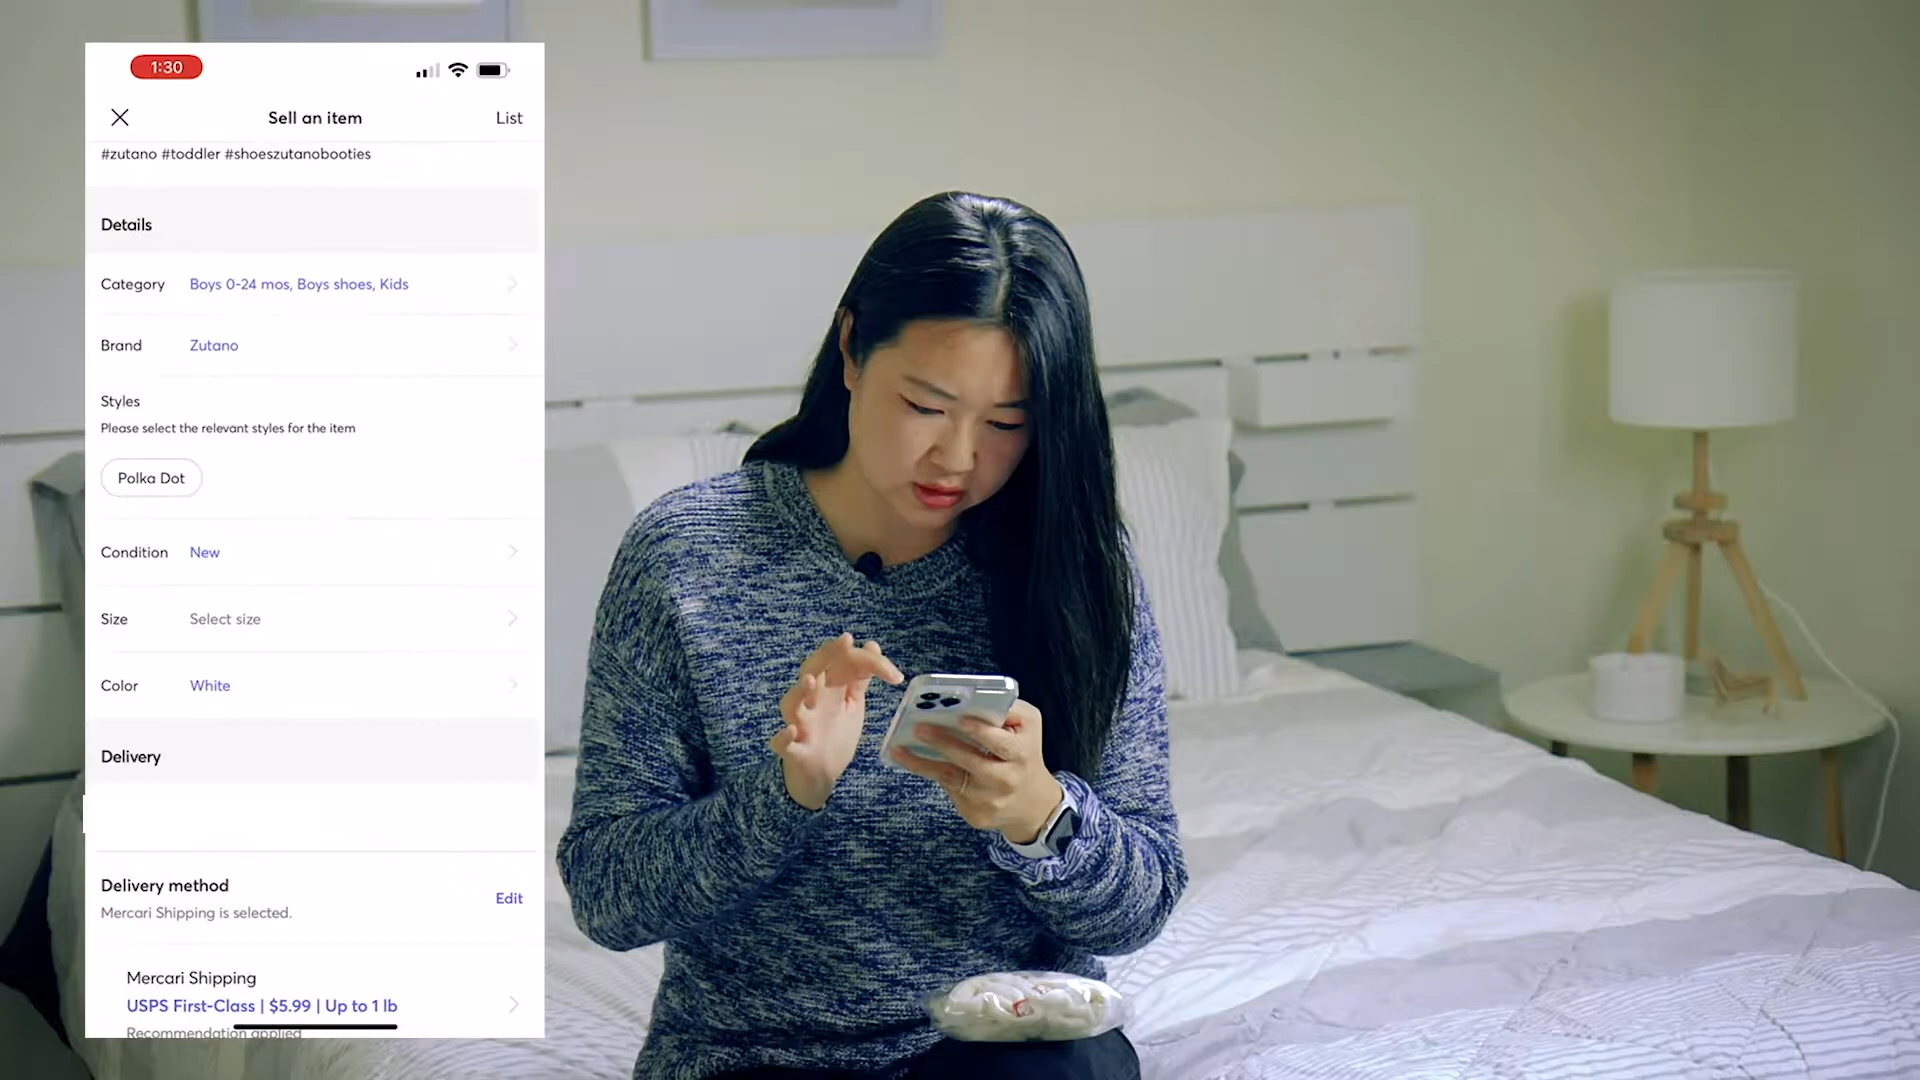 1:30
Sell an item
List
#zutano #toddler #shoeszutanobooties
Details
Category Boys 0-24 mos, Boys shoes, Kids
Brand Zutano
Styles
Please select the relevant styles for the item
Polka Dot
Condition New
Size Select size
Color White
Delivery
Delivery method
Edit
Mercari Shipping is selected.
Mercari Shipping
USPS First-Class | $5.99 | Up to 1 lb
Recommendation applied